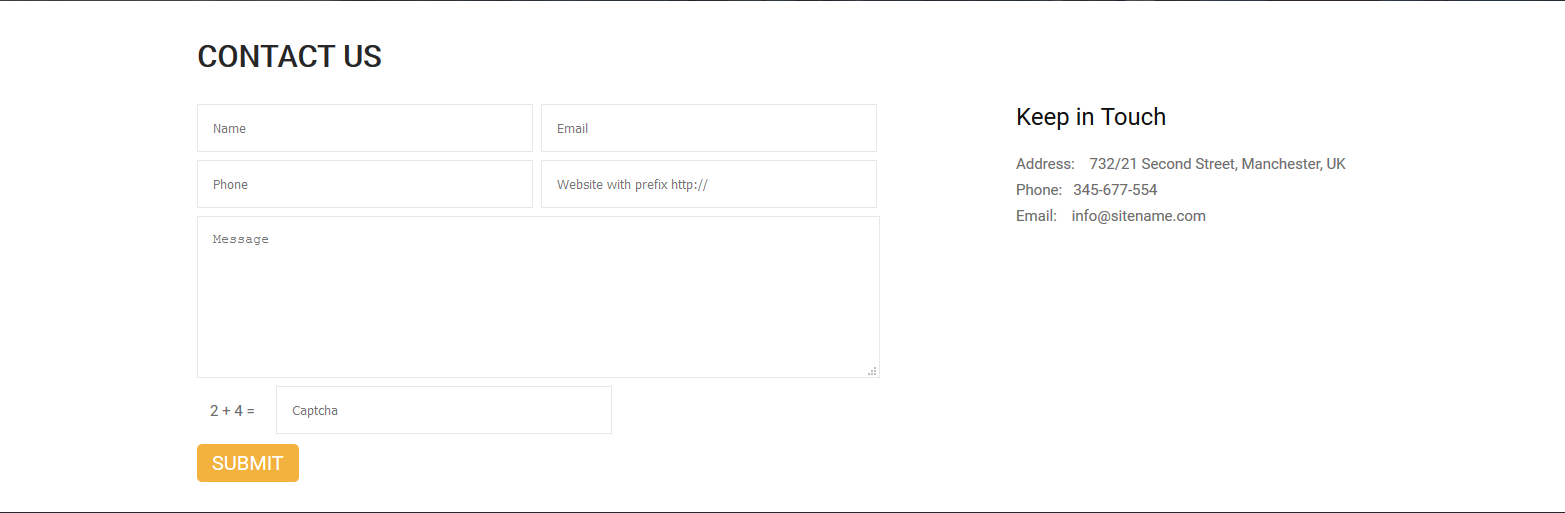 CONTACT US
Name
Email
Phone
Website with prefix http://
Message
2 + 4 =
Captcha
SUBMIT
Keep in Touch
Address: 732/21 Second Street, Manchester, UK
Phone: 345-677-554
Email: info@sitename.com